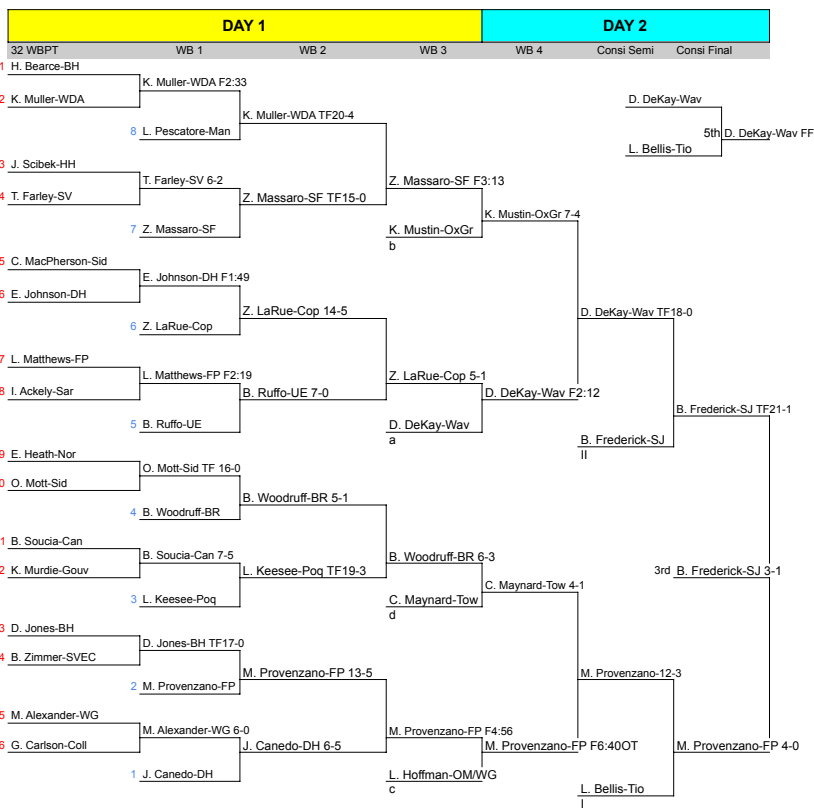 DAY 1 DAY 2
32 WBPT WB 1 WB 2 WB 3 WB 4 Consi Semi Consi Final
1 H. Bearce-BH
K. Muller-WDA F2:33
2 K. Muller-WDA D. DeKay-Wav
K. Muller-WDA TF20-4
8 L. Pescatore-Man 5th D. DeKay-Wav FF
L. Bellis-Tio
3 J. Scibek-HH
T. Farley-SV 6-2 Z. Massaro-SF F3:13
4 T. Farley-SV Z. Massaro-SF TF15-0
K. Mustin-OxGr 7-4
7 Z. Massaro-SF K. Mustin-OxGr
b
5 C. MacPherson-Sid
E. Johnson-DH F1:49
6 E. Johnson-DH
Z. LaRue-Cop 14-5 D. DeKay-Wav TF18-0
6 Z. LaRue-Cop
7 L. Matthews-FP
L. Matthews-FP F2:19 Z. LaRue-Cop 5-1
8 I. Ackely-Sar B. Ruffo-UE 7-0 D. DeKay-Wav F2:12
B. Frederick-SJ TF21-1
5 B. Ruffo-UE D. DeKay-Wav
a B. Frederick-SJ
II
9 E. Heath-Nor
O. Mott-Sid TF 16-0
0 O. Mott-Sid
B. Woodruff-BR 5-1
4 B. Woodruff-BR
1 B. Soucia-Can
B. Soucia-Can 7-5 B. Woodruff-BR 6-3
2 K. Murdie-Gouv L. Keesee-Poq TF19-3 3rd B. Frederick-SJ 3-1
C. Maynard-Tow 4-1
3 L. Keesee-Poq C. Maynard-Tow
d
3 D. Jones-BH
D. Jones-BH TF17-0
4 B. Zimmer-SVEC
M. Provenzano-FP 13-5 M. Provenzano-12-3
2 M. Provenzano-FP
5 M. Alexander-WG
M. Alexander-WG 6-0 M. Provenzano-FP F4:56
6 G. Carlson-Coll J. Canedo-DH 6-5 M. Provenzano-FP F6:40OT M. Provenzano-FP 4-0
1 J. Canedo-DH L. Hoffman-OM/WG
c L. Bellis-Tio
I